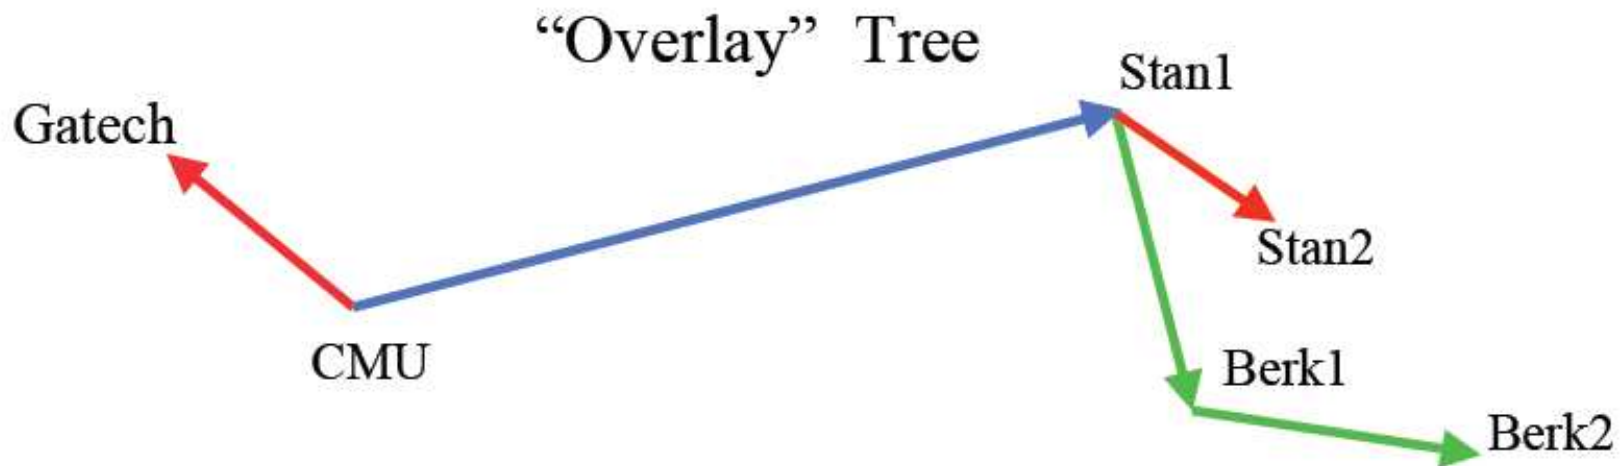 “Overlay” Tree
Stan1
Gatech
Stan2
CMU
Berk1
Berk2